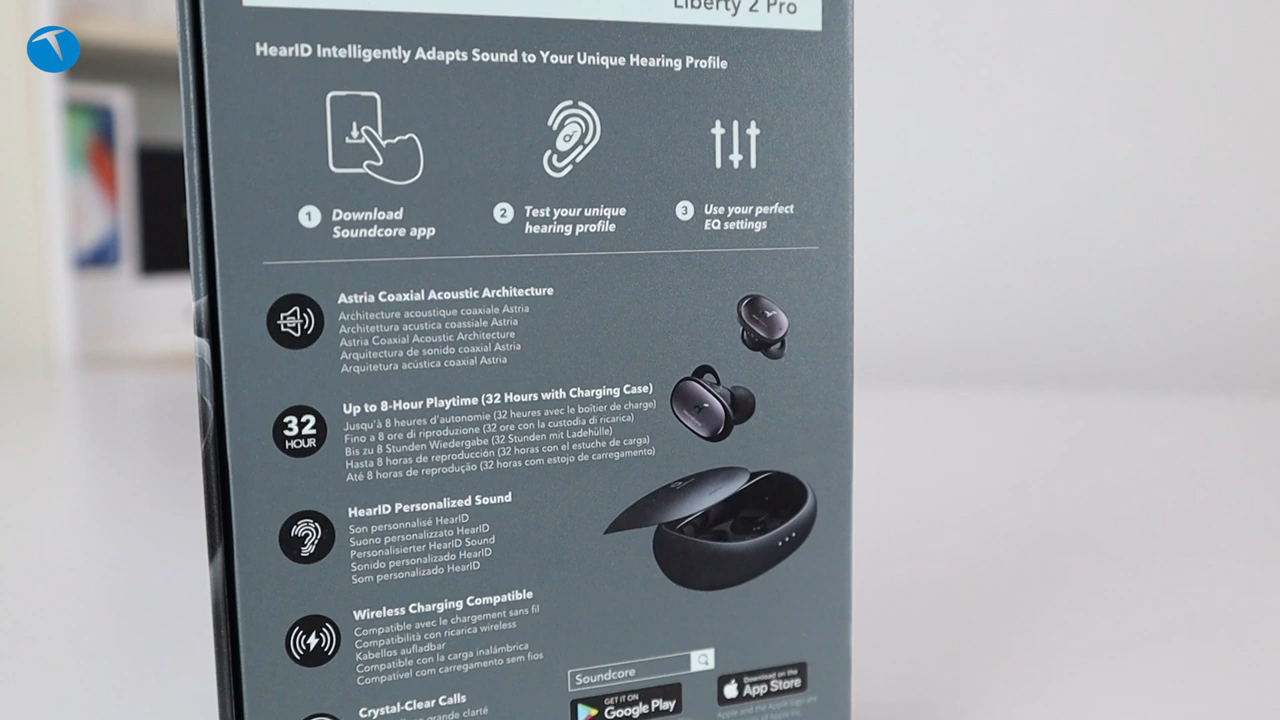 Liberty 2 Pro
HearID Intelligently Adapts Sound to Your Unique Hearing Profile
1 Download
Soundcore app
2 Test your unique
hearing profile
3 Use your perfect
EQ settings
Astria Coaxial Acoustic Architecture
Architecture acoustique coaxiale Astria
Architettura acustica coassiale Astria
Astria Coaxial Acoustic Architecture
Arquitectura de sonido coaxial Astria
Arquitetura acústica coaxial Astria
32
HOUR
Up to 8-Hour Playtime (32 Hours with Charging Case)
Jusqu'à 8 heures d'autonomie (32 heures avec le boîtier de charge)
Fino a 8 ore di riproduzione (32 ore con la custodia di ricarica)
Bis zu 8 Stunden Wiedergabe (32 Stunden mit Ladehülle)
Hasta 8 horas de reproducción (32 horas con el estuche de carga)
Até 8 horas de reprodução (32 horas com estojo de carregamento)
HearID Personalized Sound
Son personnalisé HearID
Suono personalizzato HearID
Personalisierter HearID Sound
Sonido personalizado HearID
Som personalizado HearID
Wireless Charging Compatible
Compatible avec le chargement sans fil
Compatibilità con ricarica wireless
Kabellos aufladbar
Compatible con la carga inalámbrica
Compatível com carregamento sem fios
Crystal-Clear Calls
grande clarté
Soundcore
GET IT ON
Google Play
Download on the
App Store
Apple and the Apple logo are